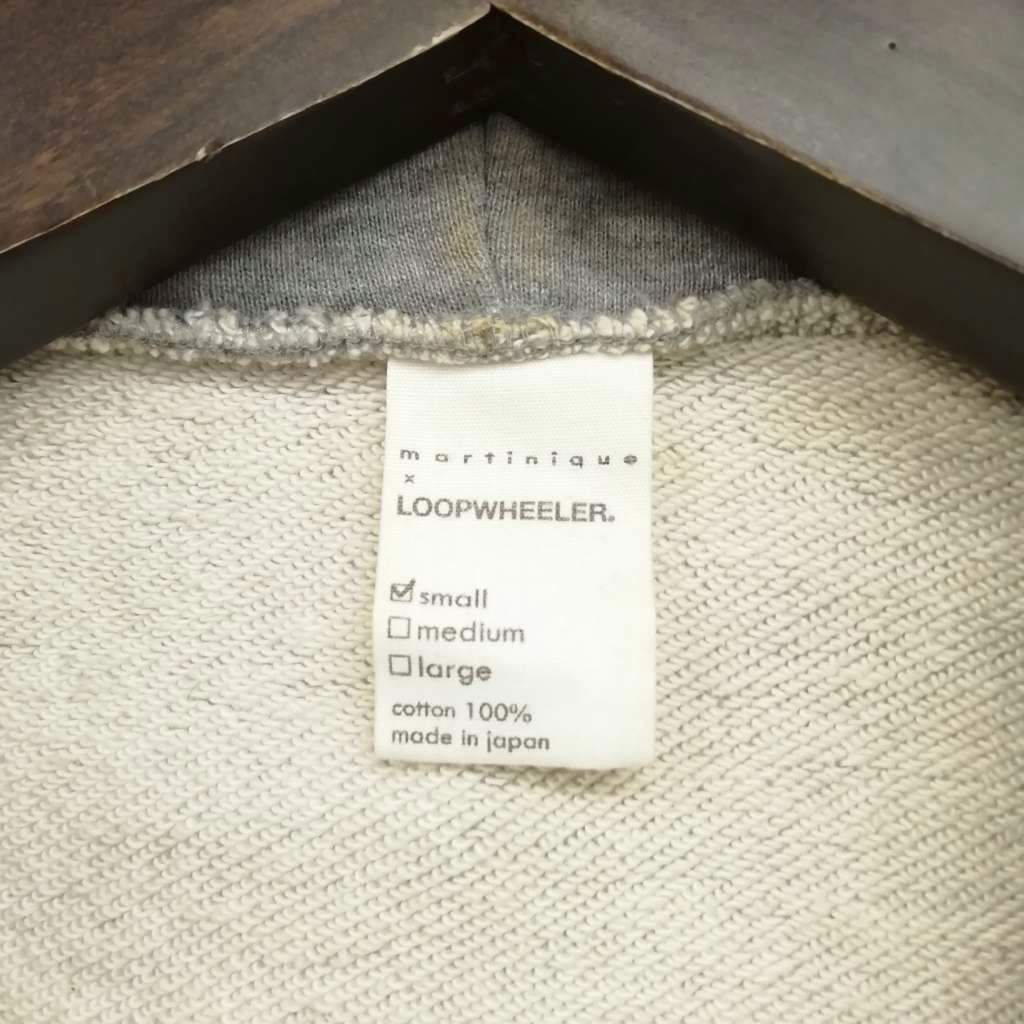 martinique
x
LOOPWHEELER.
☑ small
☐ medium
☐ large
cotton 100%
made in japan